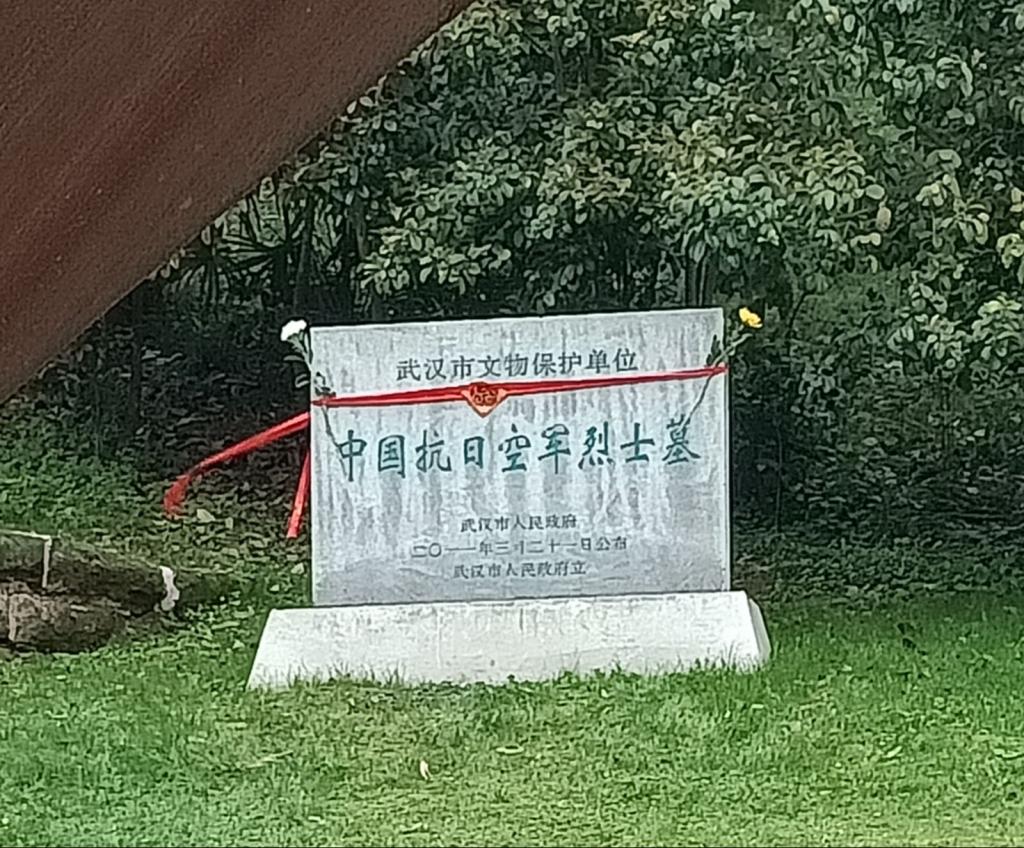 武汉市文物保护单位
中国抗日空军烈士墓
武汉市人民政府
二〇一一年三月二十一日公布
武汉市人民政府立